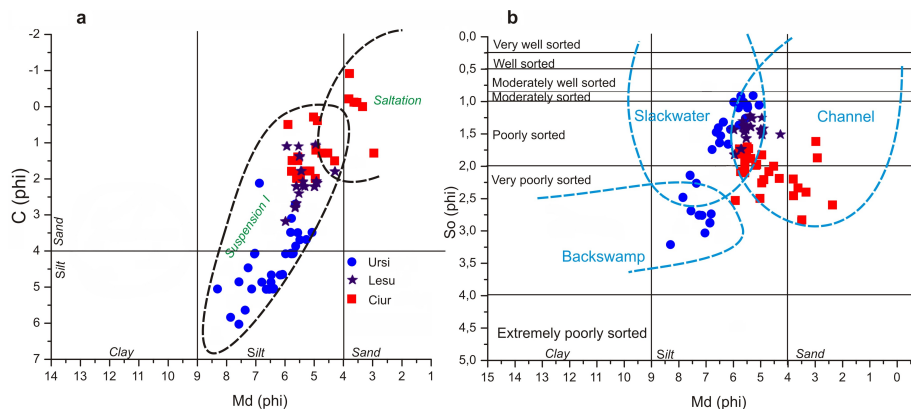 a
-2
-1
0
1
2
3
4
5
6
7
C (phi)
Sand
Silt
Saltation
Suspension I
Ursi
Lesu
Ciur
Clay
Silt
Sand
14 13 12 11 10 9 8 7 6 5 4 3 2 1
Md (phi)
b
0,0
0,5
1,0
1,5
2,0
2,5
3,0
3,5
4,0
4,5
5,0
So (phi)
Very well sorted
Well sorted
Moderately well sorted
Moderately sorted
Poorly sorted
Very poorly sorted
Extremely poorly sorted
Slackwater
Channel
Backswamp
Clay
Silt
Sand
15 14 13 12 11 10 9 8 7 6 5 4 3 2 1 0
Md (phi)